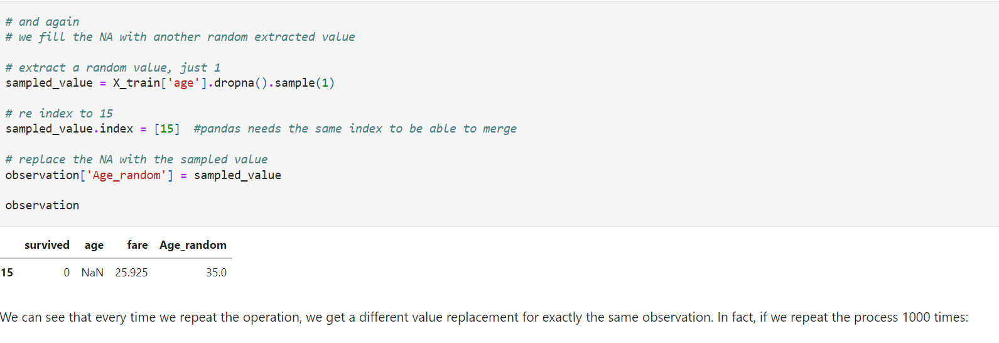 # and again
# we fill the NA with another random extracted value
# extract a random value, just 1
sampled_value = X_train['age'].dropna().sample(1)
# re index to 15
sampled_value.index = [15]  #pandas needs the same index to be able to merge
# replace the NA with the sampled value
observation['Age_random'] = sampled_value
observation
survived age fare Age_random
15 0 NaN 25.925 35.0
We can see that every time we repeat the operation, we get a different value replacement for exactly the same observation. In fact, if we repeat the process 1000 times: